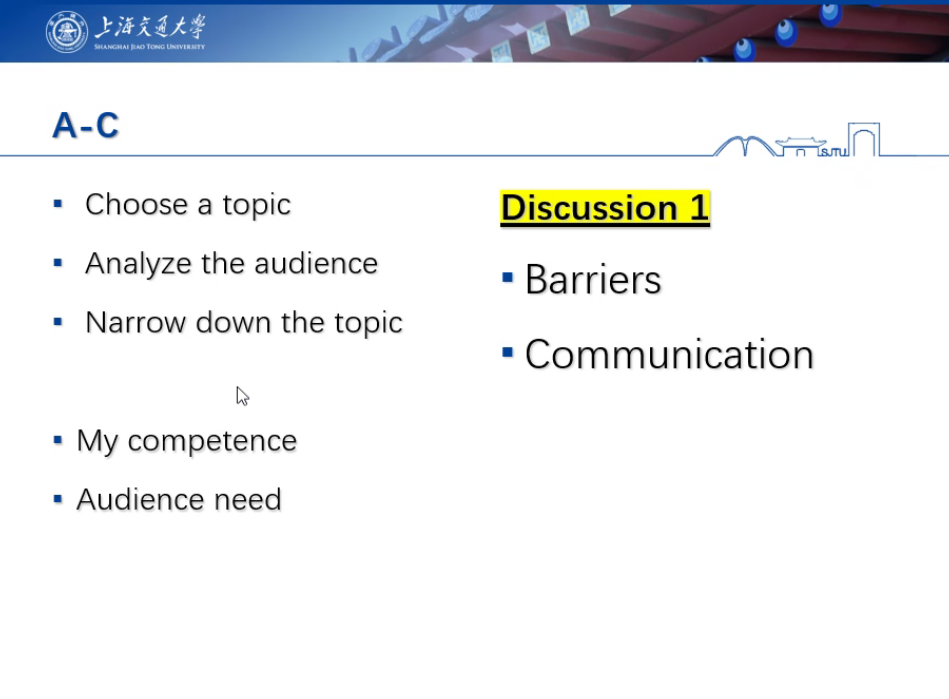 上海交通大学
SHANGHAI JIAO TONG UNIVERSITY
A-C
SJTU
▪ Choose a topic
▪ Analyze the audience
▪ Narrow down the topic
▪ My competence
▪ Audience need
Discussion 1
▪ Barriers
▪ Communication